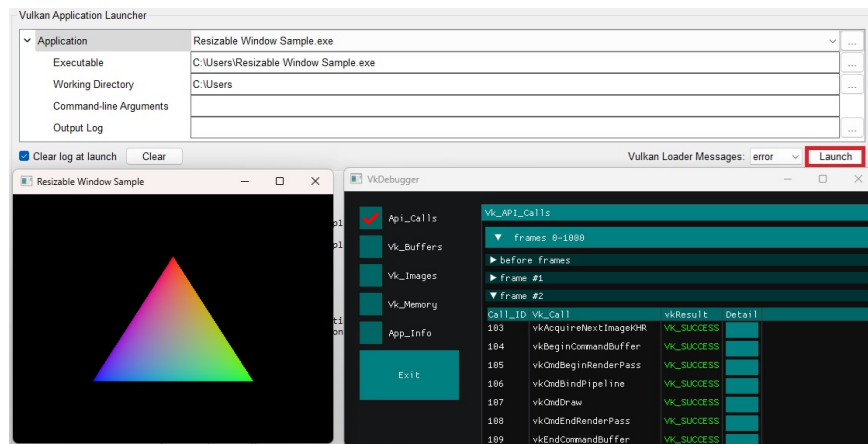 Vulkan Application Launcher
Application Resizable Window Sample.exe ...
Executable C:\Users\Resizable Window Sample.exe ...
Working Directory C:\Users ...
Command-line Arguments
Output Log ...
Clear log at launch Clear Vulkan Loader Messages: error Launch
Resizable Window Sample
VkDebugger
Api_Calls
Vk_Buffers
Vk_Images
Vk_Memory
App_Info
Exit
Vk_API_Calls
frames 0-1000
before frames
frame #1
frame #2
Call_ID Vk_Call vkResult Detail
103 vkAcquireNextImageKHR VK_SUCCESS
104 vkBeginCommandBuffer VK_SUCCESS
105 vkCmdBeginRenderPass VK_SUCCESS
106 vkCmdBindPipeline VK_SUCCESS
107 vkCmdDraw VK_SUCCESS
108 vkCmdEndRenderPass VK_SUCCESS
109 vkEndCommandBuffer VK_SUCCESS